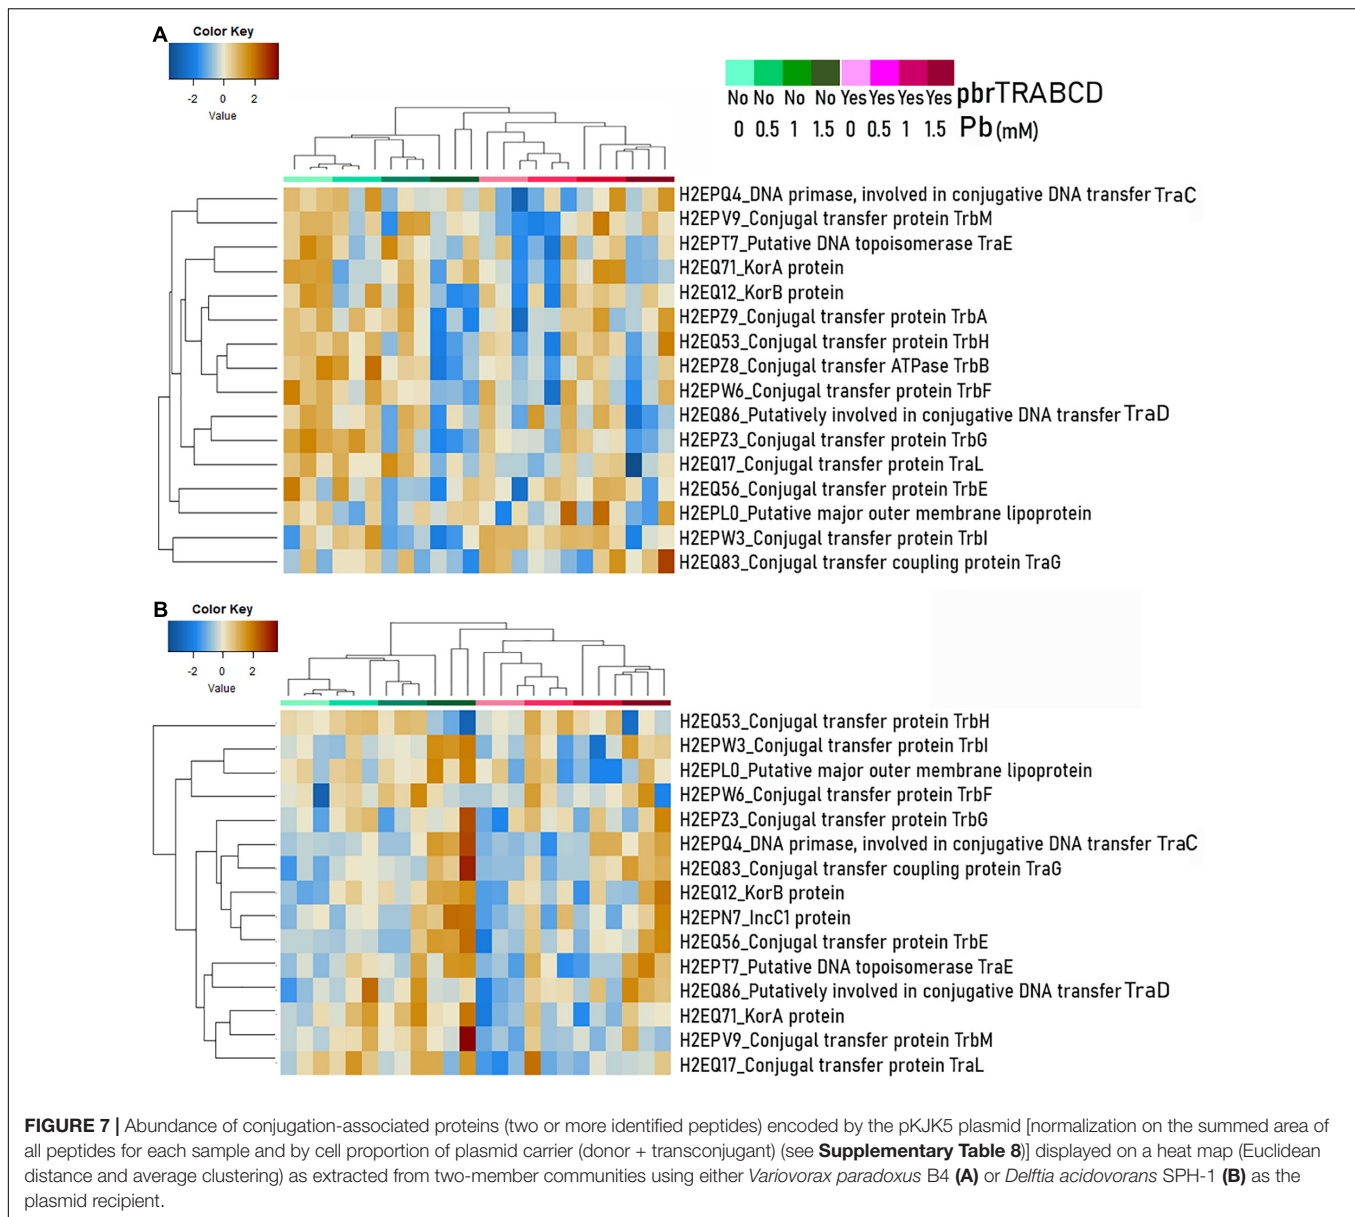 A
Color Key
-2 0 2
Value
No No No No Yes Yes Yes Yes pbrTRABCD
0 0.5 1 1.5 0 0.5 1 1.5 Pb (mM)
H2EPQ4_DNA primase, involved in conjugative DNA transfer TraC
H2EPV9_Conjugal transfer protein TrbM
H2EPT7_Putative DNA topoisomerase TraE
H2EQ71_KorA protein
H2EQ12_KorB protein
H2EPZ9_Conjugal transfer protein TrbA
H2EQ53_Conjugal transfer protein TrbH
H2EPZ8_Conjugal transfer ATPase TrbB
H2EPW6_Conjugal transfer protein TrbF
H2EQ86_Putatively involved in conjugative DNA transfer TraD
H2EPZ3_Conjugal transfer protein TrbG
H2EQ17_Conjugal transfer protein TraL
H2EQ56_Conjugal transfer protein TrbE
H2EPL0_Putative major outer membrane lipoprotein
H2EPW3_Conjugal transfer protein TrbI
H2EQ83_Conjugal transfer coupling protein TraG
B
Color Key
-2 0 2
Value
H2EQ53_Conjugal transfer protein TrbH
H2EPW3_Conjugal transfer protein TrbI
H2EPL0_Putative major outer membrane lipoprotein
H2EPW6_Conjugal transfer protein TrbF
H2EPZ3_Conjugal transfer protein TrbG
H2EPQ4_DNA primase, involved in conjugative DNA transfer TraC
H2EQ83_Conjugal transfer coupling protein TraG
H2EQ12_KorB protein
H2EPN7_IncC1 protein
H2EQ56_Conjugal transfer protein TrbE
H2EPT7_Putative DNA topoisomerase TraE
H2EQ86_Putatively involved in conjugative DNA transfer TraD
H2EQ71_KorA protein
H2EPV9_Conjugal transfer protein TrbM
H2EQ17_Conjugal transfer protein TraL
FIGURE 7 | Abundance of conjugation-associated proteins (two or more identified peptides) encoded by the pKJK5 plasmid [normalization on the summed area of
all peptides for each sample and by cell proportion of plasmid carrier (donor + transconjugant) (see Supplementary Table 8)] displayed on a heat map (Euclidean
distance and average clustering) as extracted from two-member communities using either Variovorax paradoxus B4 (A) or Delftia acidovorans SPH-1 (B) as the
plasmid recipient.